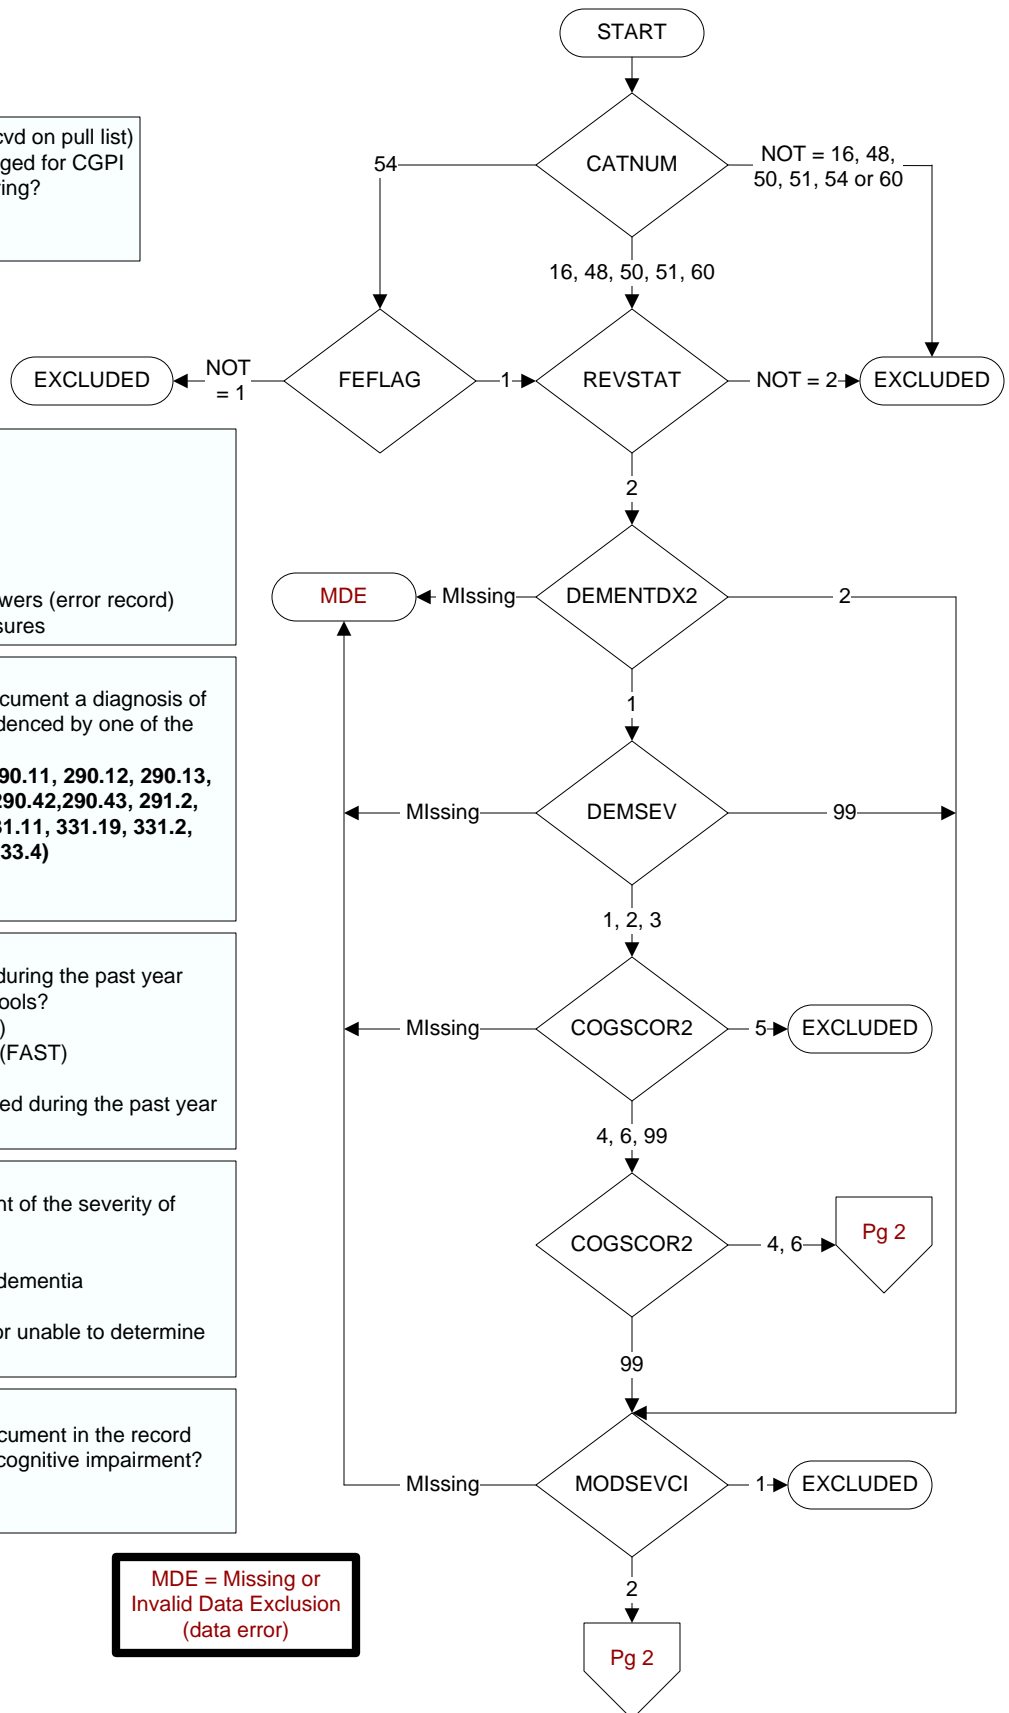 START
cvd on pull list)
ged for CGPI
ring?
54
CATNUM
NOT = 16, 48,
50, 51, 54 or 60
16, 48, 50, 51, 60
EXCLUDED
NOT
= 1
FEFLAG
1
REVSTAT
NOT = 2
EXCLUDED
2
wers (error record)
sures
MDE
MIssing
DEMENTDX2
2
1
cument a diagnosis of
denced by one of the
90.11, 290.12, 290.13,
290.42,290.43, 291.2,
31.11, 331.19, 331.2,
33.4)
MIssing
DEMSEV
99
1, 2, 3
during the past year
ools?
)
(FAST)
ed during the past year
MIssing
COGSCOR2
5
EXCLUDED
4, 6, 99
nt of the severity of
dementia
or unable to determine
COGSCOR2
4, 6
Pg 2
99
cument in the record
cognitive impairment?
MIssing
MODSEVCI
1
EXCLUDED
2
MDE = Missing or
Invalid Data Exclusion
(data error)
Pg 2